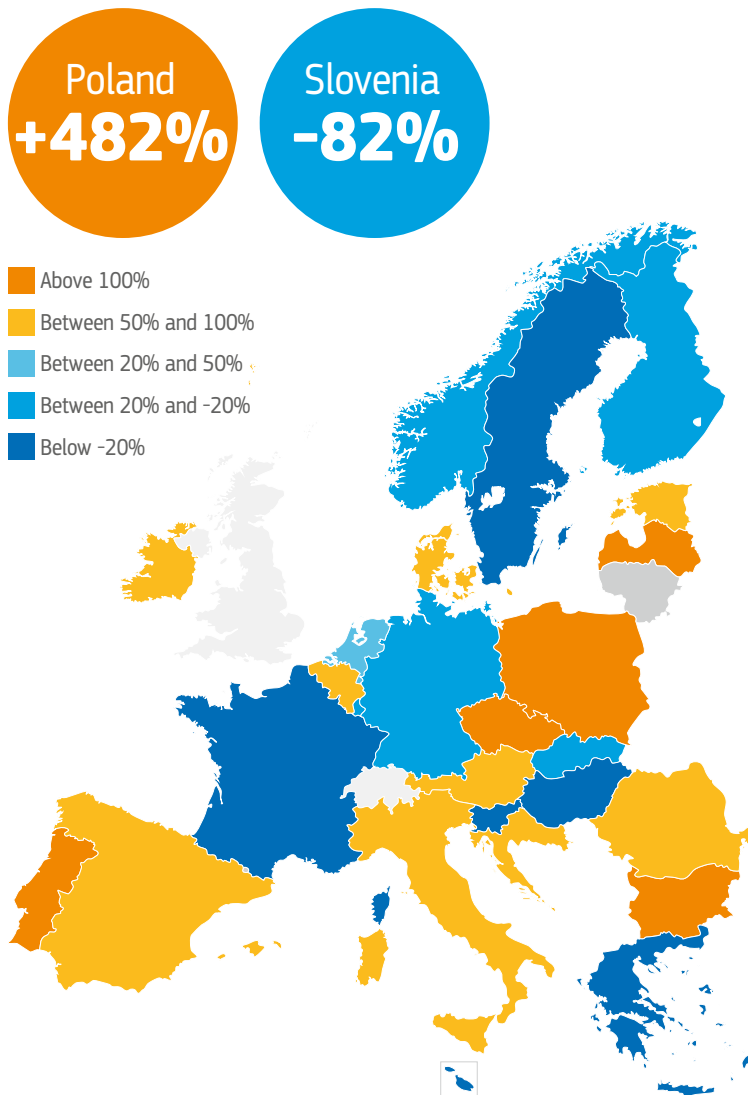 Poland
+482%
Slovenia
-82%
Above 100%
Between 50% and 100%
Between 20% and 50%
Between 20% and -20%
Below -20%